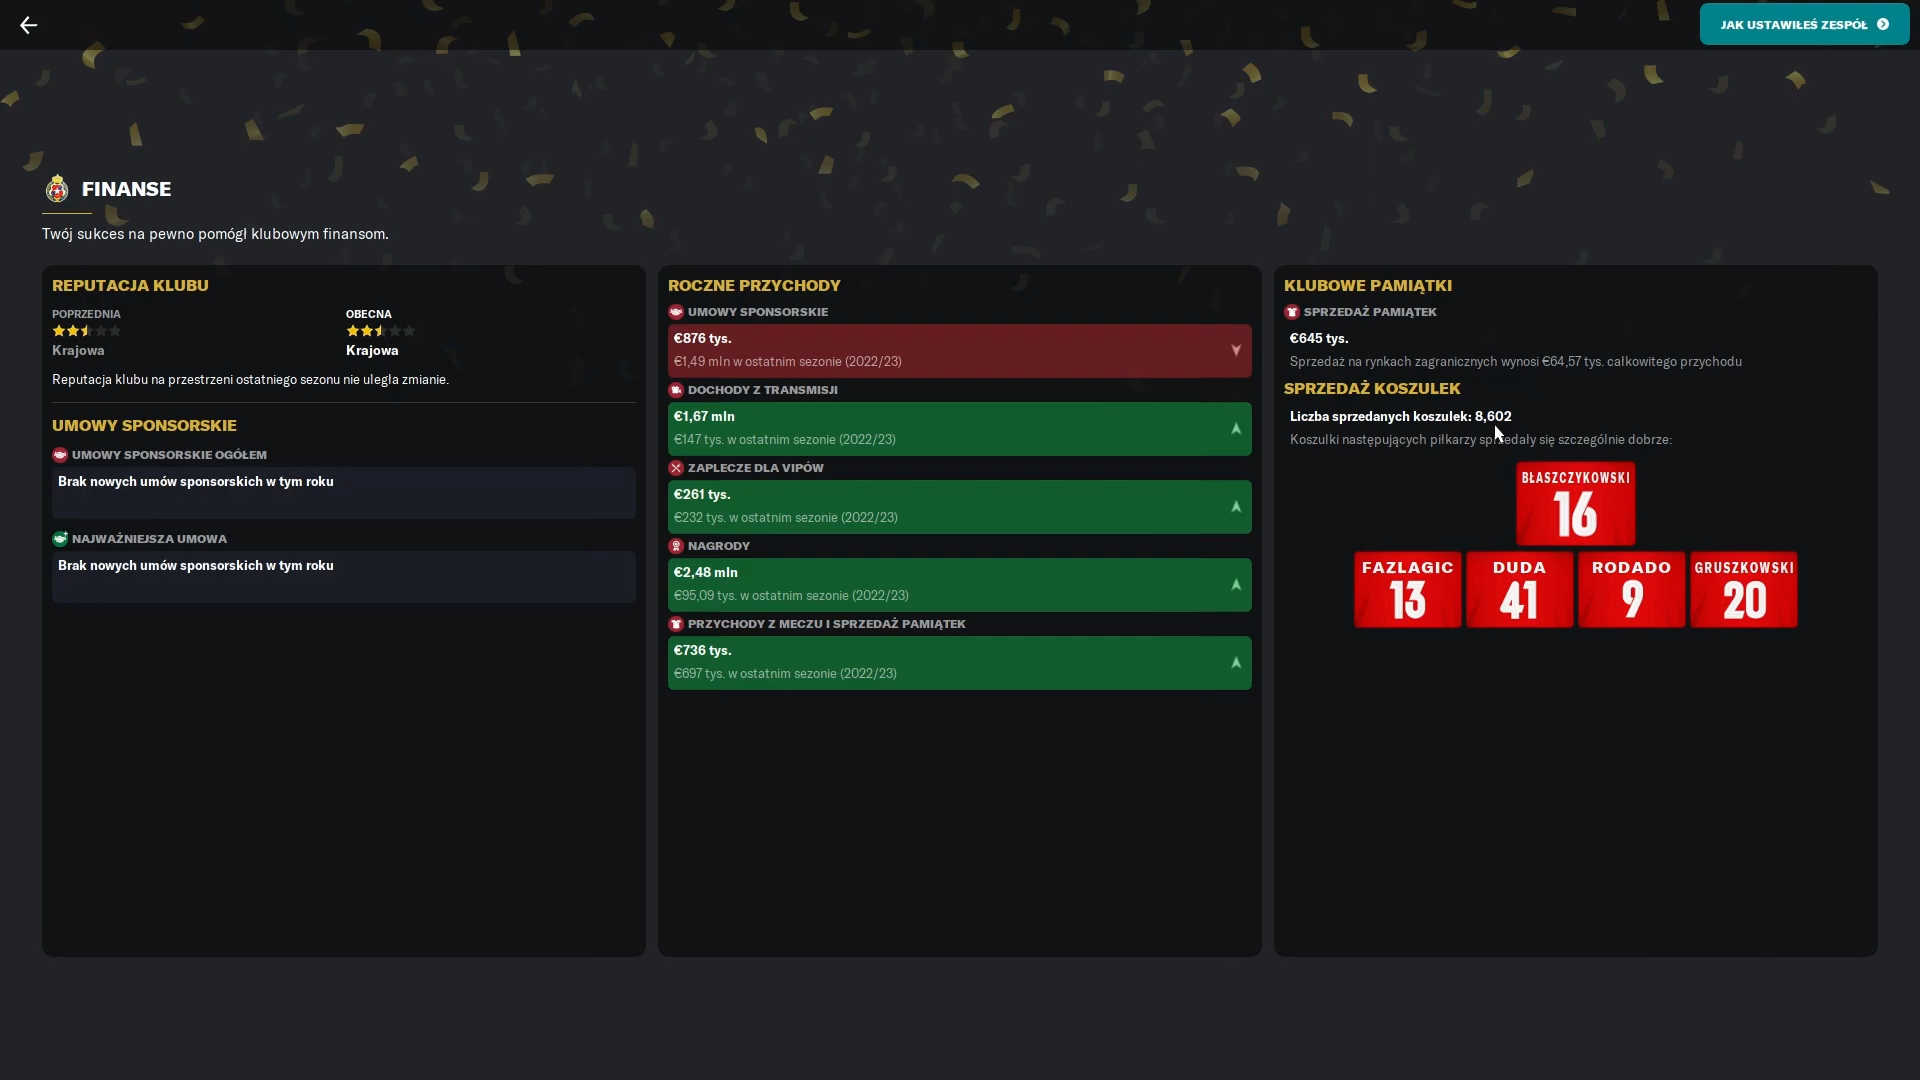 JAK USTAWIŁEŚ ZESPÓŁ
FINANSE
Twój sukces na pewno pomógł klubowym finansom.
REPUTACJA KLUBU
POPRZEDNIA
OBECNA
Krajowa
Krajowa
Reputacja klubu na przestrzeni ostatniego sezonu nie uległa zmianie.
UMOWY SPONSORSKIE
UMOWY SPONSORSKIE OGÓŁEM
Brak nowych umów sponsorskich w tym roku
NAJWAŻNIEJSZA UMOWA
Brak nowych umów sponsorskich w tym roku
ROCZNE PRZYCHODY
UMOWY SPONSORSKIE
€876 tys.
€1,49 mln w ostatnim sezonie (2022/23)
DOCHODY Z TRANSMISJI
€1,67 mln
€147 tys. w ostatnim sezonie (2022/23)
ZAPLECZE DLA VIPÓW
€261 tys.
€232 tys. w ostatnim sezonie (2022/23)
NAGRODY
€2,48 mln
€95,09 tys. w ostatnim sezonie (2022/23)
PRZYCHODY Z MECZU I SPRZEDAŻ PAMIĄTEK
€736 tys.
€697 tys. w ostatnim sezonie (2022/23)
KLUBOWE PAMIĄTKI
SPRZEDAŻ PAMIĄTEK
€645 tys.
Sprzedaż na rynkach zagranicznych wynosi €64,57 tys. całkowitego przychodu
SPRZEDAŻ KOSZULEK
Liczba sprzedanych koszulek: 8,602
Koszulki następujących piłkarzy sprzedały się szczególnie dobrze:
BŁASZCZYKOWSKI
16
FAZLAGIC
13
DUDA
41
RODADO
9
GRUSZKOWSKI
20